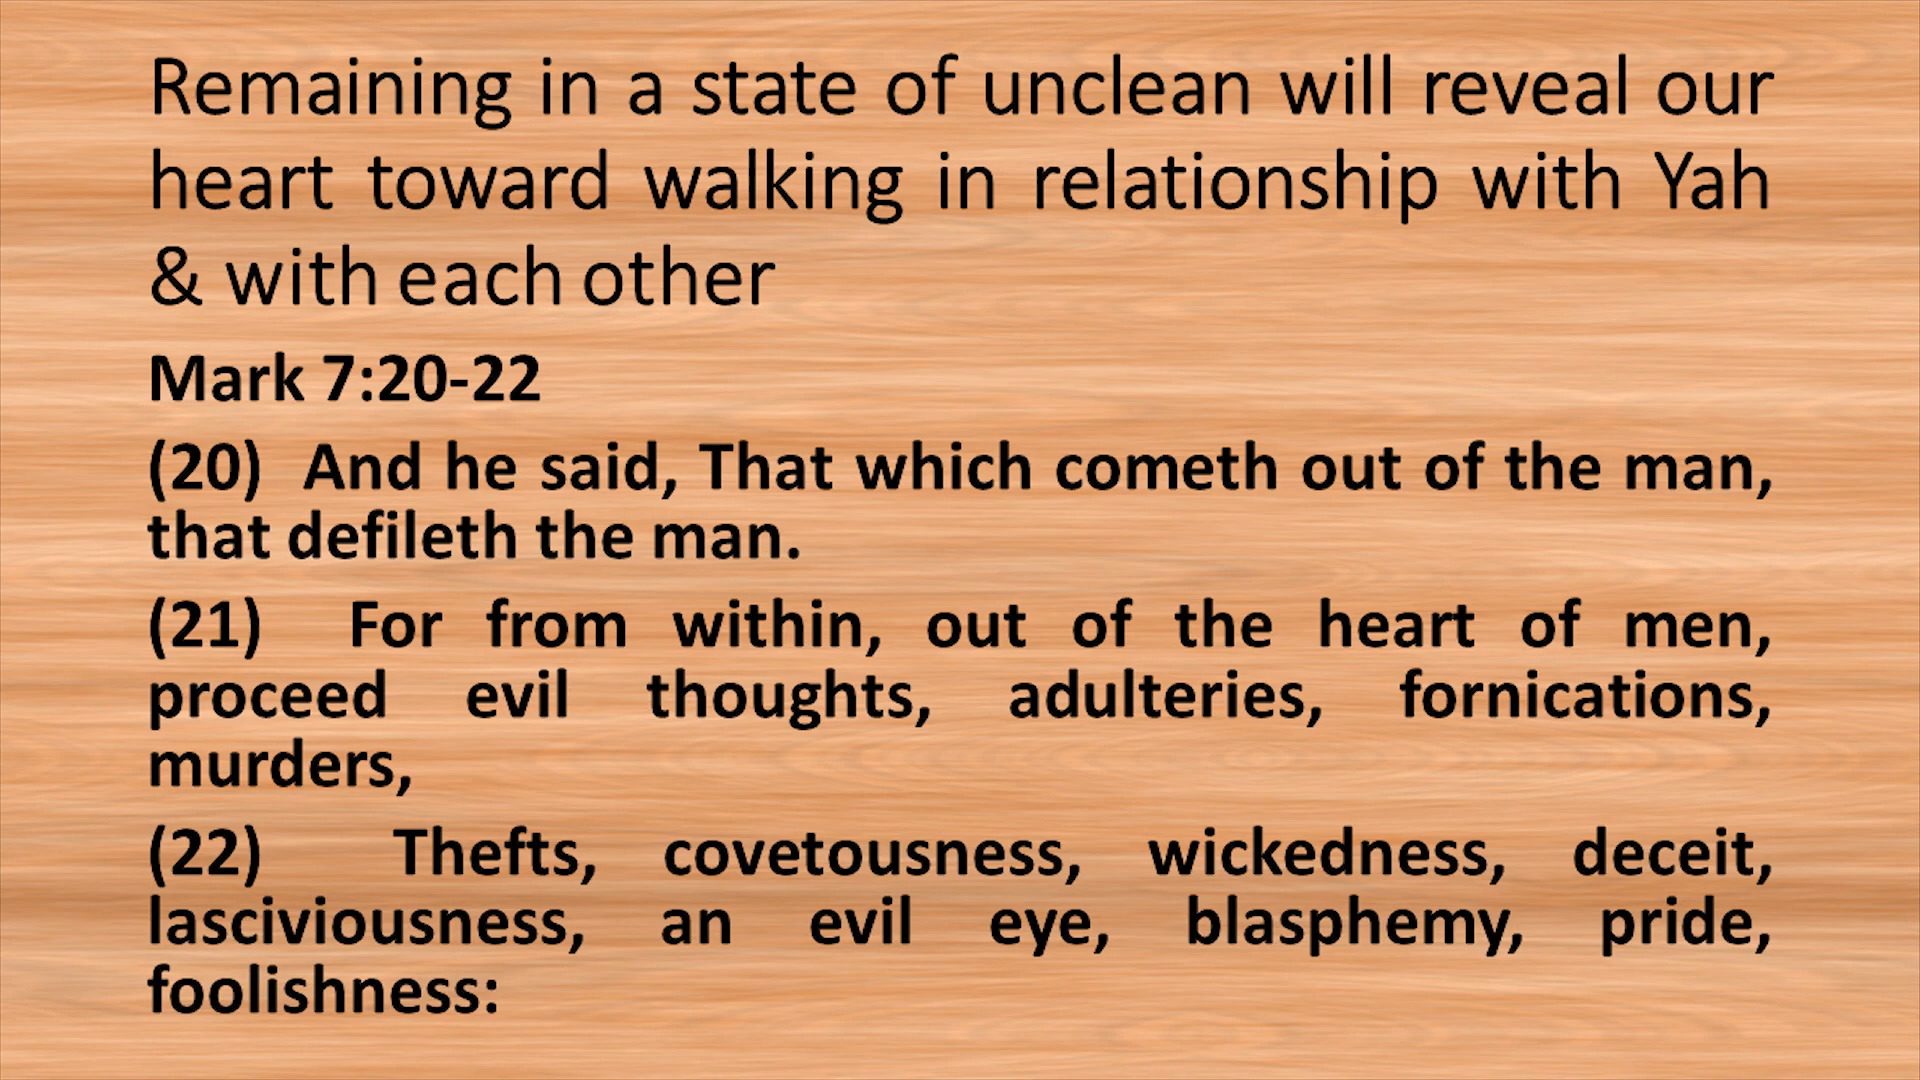 Remaining in a state of unclean will reveal our
heart toward walking in relationship with Yah
& with each other
Mark 7:20-22
(20) And he said, That which cometh out of the man,
that defileth the man.
(21) For from within, out of the heart of men,
proceed evil thoughts, adulteries, fornications,
murders,
(22) Thefts, covetousness, wickedness, deceit,
lasciviousness, an evil eye, blasphemy, pride,
foolishness: